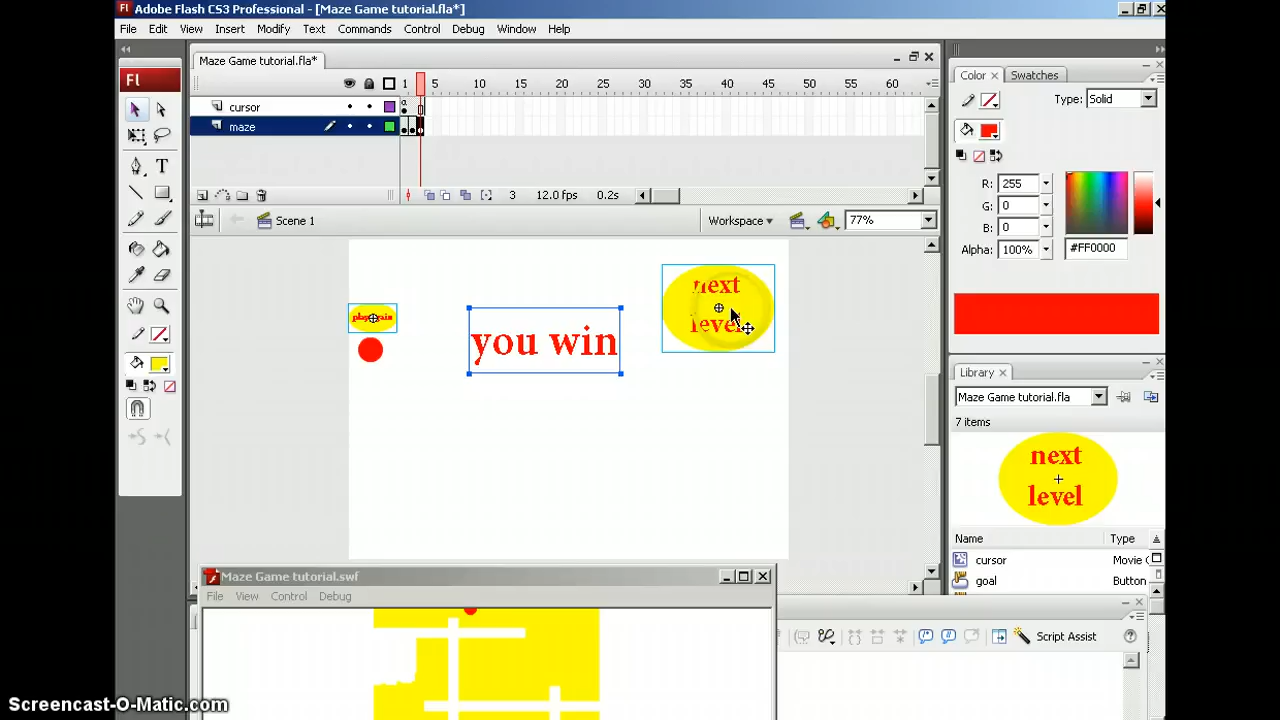 Adobe Flash CS3 Professional - [Maze Game tutorial.fla*]
File Edit View Insert Modify Text Commands Control Debug Window Help
Fl
Maze Game tutorial.fla*
1 5 10 15 20 25 30 35 40 45 50 55 60
cursor
maze
3 12.0 fps 0.2s
Scene 1
Workspace
77%
Color
Swatches
Type: Solid
R: 255
G: 0
B: 0
Alpha: 100%
#FF0000
Library
Maze Game tutorial.fla
7 items
next
level
Name Type
cursor Movie C
goal Button
next
level
you win
Maze Game tutorial.swf
File View Control Debug
Script Assist
Screencast-O-Matic.com